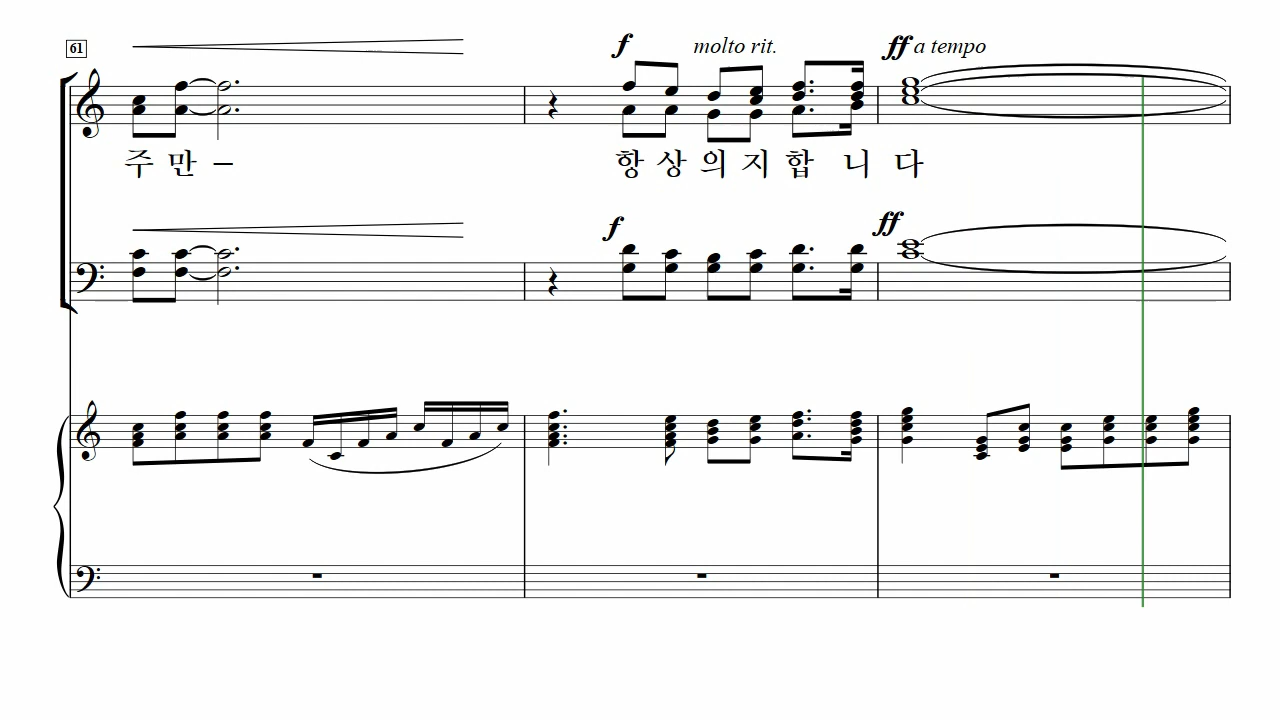 61
f molto rit. ff a tempo
주 만 – 항 상 의 지 합 니 다
f ff